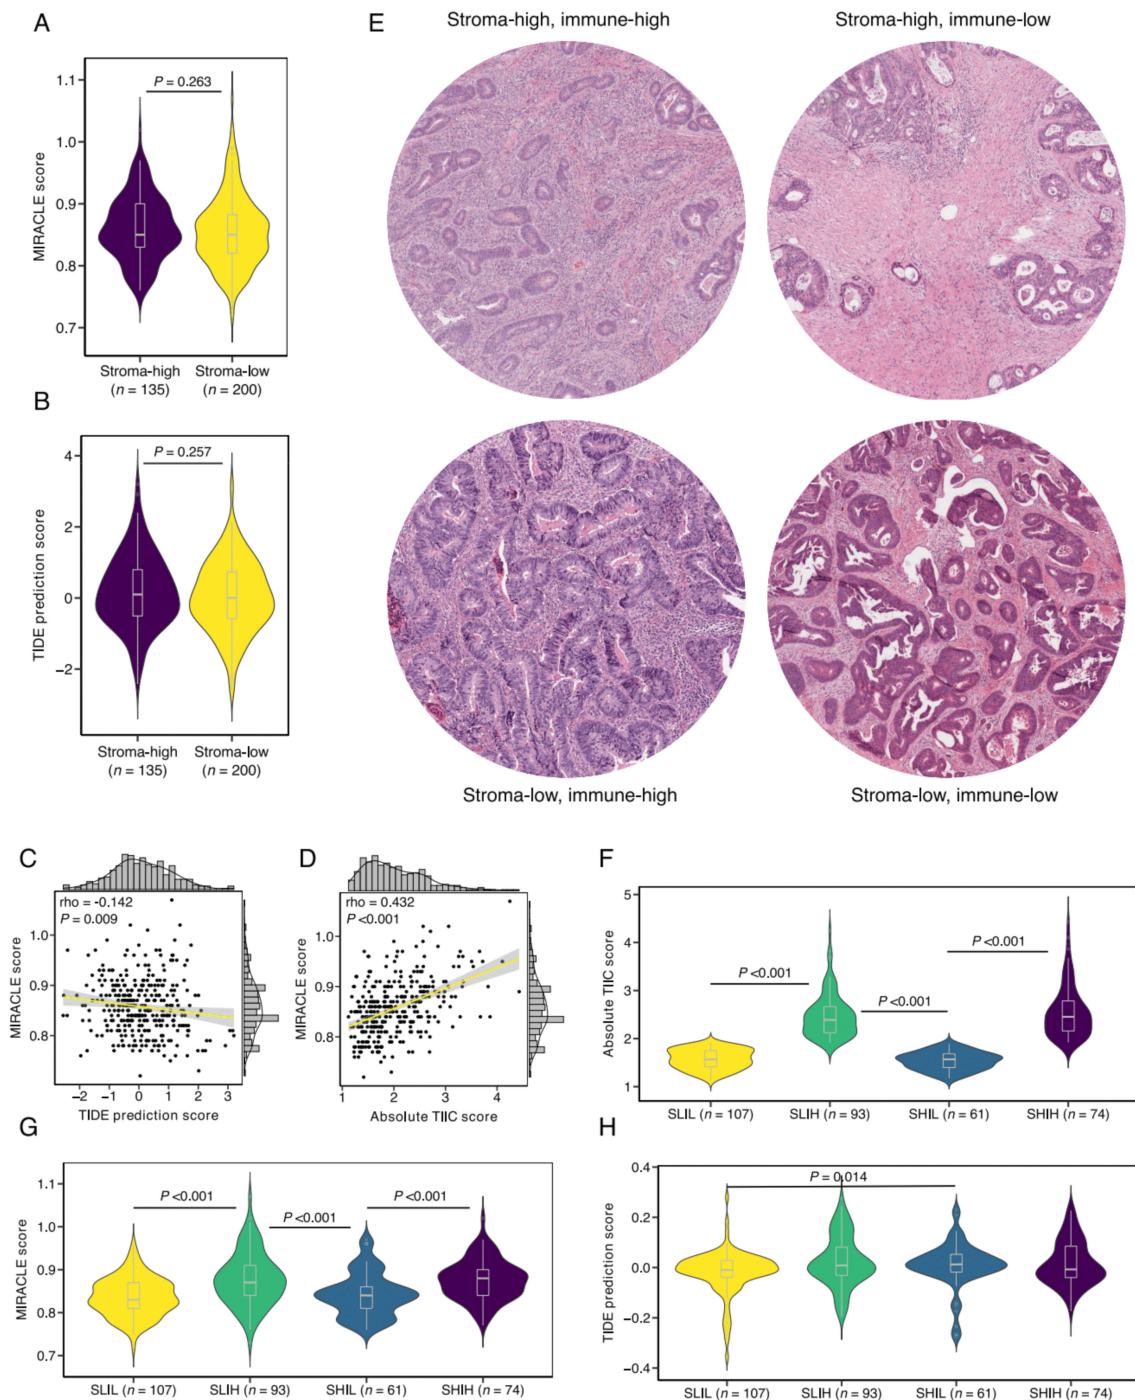 A
1.1
1.0
0.9
0.8
0.7
MIRACLE score
P = 0.263
Stroma-high
(n = 135)
Stroma-low
(n = 200)
B
4
2
0
−2
TIDE prediction score
P = 0.257
Stroma-high
(n = 135)
Stroma-low
(n = 200)
E
Stroma-high, immune-high
Stroma-high, immune-low
Stroma-low, immune-high
Stroma-low, immune-low
C
rho = -0.142
P = 0.009
MIRACLE score
1.0
0.9
0.8
−2 −1 0 1 2 3
TIDE prediction score
D
rho = 0.432
P <0.001
MIRACLE score
1.0
0.9
0.8
1 2 3 4
Absolute TIIC score
F
5
4
3
2
1
Absolute TIIC score
P <0.001
P <0.001
P <0.001
SLIL (n = 107) SLIH (n = 93) SHIL (n = 61) SHIH (n = 74)
G
1.1
1.0
0.9
0.8
0.7
MIRACLE score
P <0.001
P <0.001
P <0.001
SLIL (n = 107) SLIH (n = 93) SHIL (n = 61) SHIH (n = 74)
H
0.4
0.2
0.0
−0.2
−0.4
TIDE prediction score
P = 0.014
SLIL (n = 107) SLIH (n = 93) SHIL (n = 61) SHIH (n = 74)